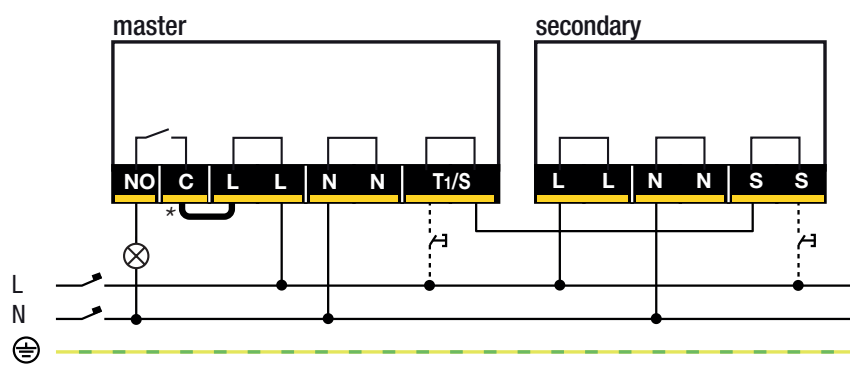 master secondary
NO C L L N N T1/S L L N N S S
*
L
N